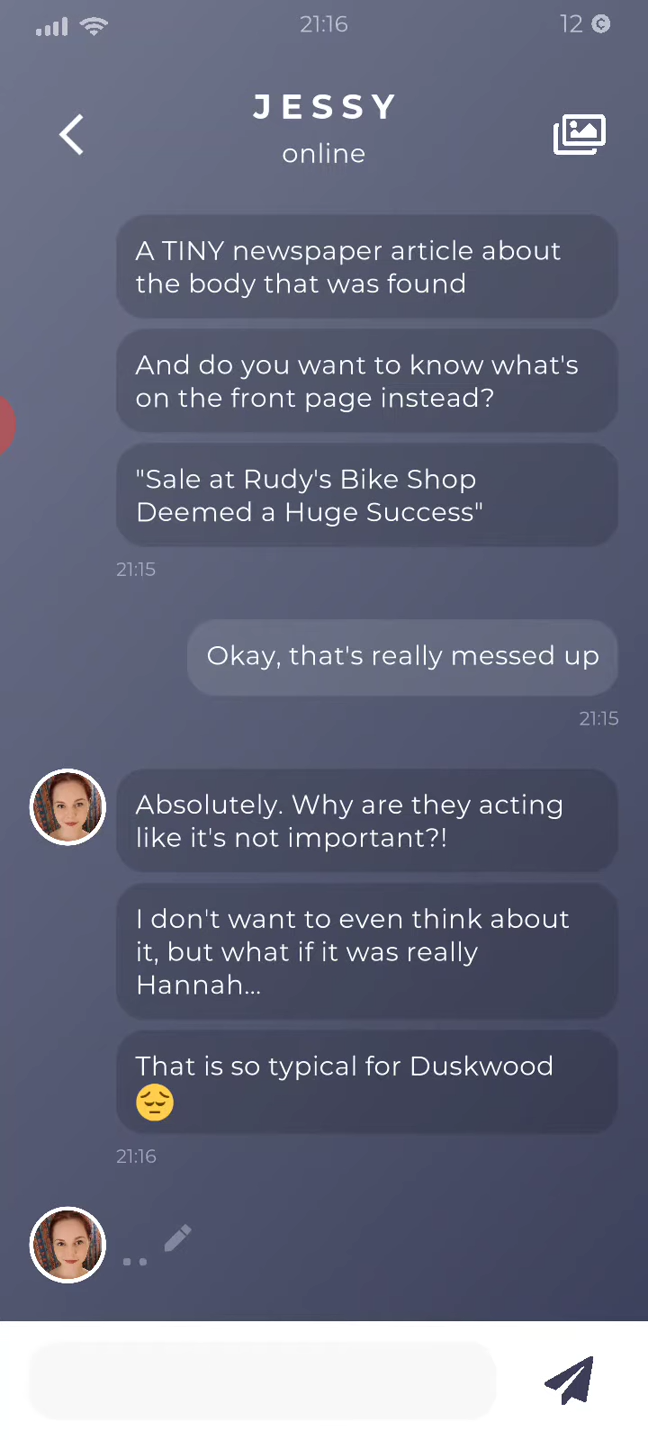 21:16
12
JESSY
online
A TINY newspaper article about
the body that was found
And do you want to know what's
on the front page instead?
"Sale at Rudy's Bike Shop
Deemed a Huge Success"
21:15
Okay, that's really messed up
21:15
Absolutely. Why are they acting
like it's not important?!
I don't want to even think about
it, but what if it was really
Hannah...
That is so typical for Duskwood
😔
21:16